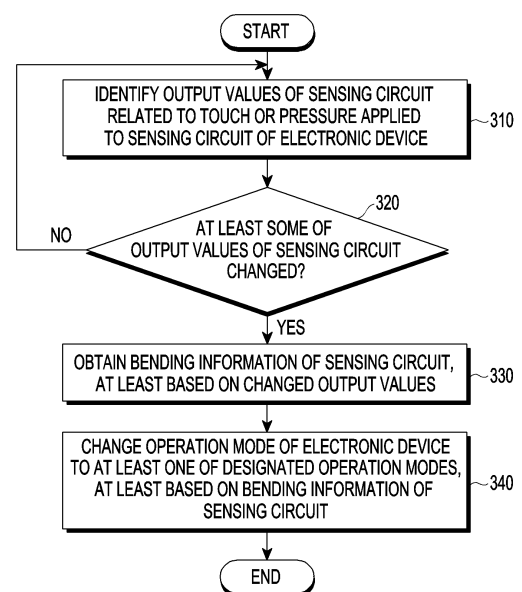 START
IDENTIFY OUTPUT VALUES OF SENSING CIRCUIT
RELATED TO TOUCH OR PRESSURE APPLIED
TO SENSING CIRCUIT OF ELECTRONIC DEVICE
310
320
AT LEAST SOME OF
OUTPUT VALUES OF SENSING CIRCUIT
CHANGED?
NO
YES
OBTAIN BENDING INFORMATION OF SENSING CIRCUIT,
AT LEAST BASED ON CHANGED OUTPUT VALUES
330
CHANGE OPERATION MODE OF ELECTRONIC DEVICE
TO AT LEAST ONE OF DESIGNATED OPERATION MODES,
AT LEAST BASED ON BENDING INFORMATION OF
SENSING CIRCUIT
340
END